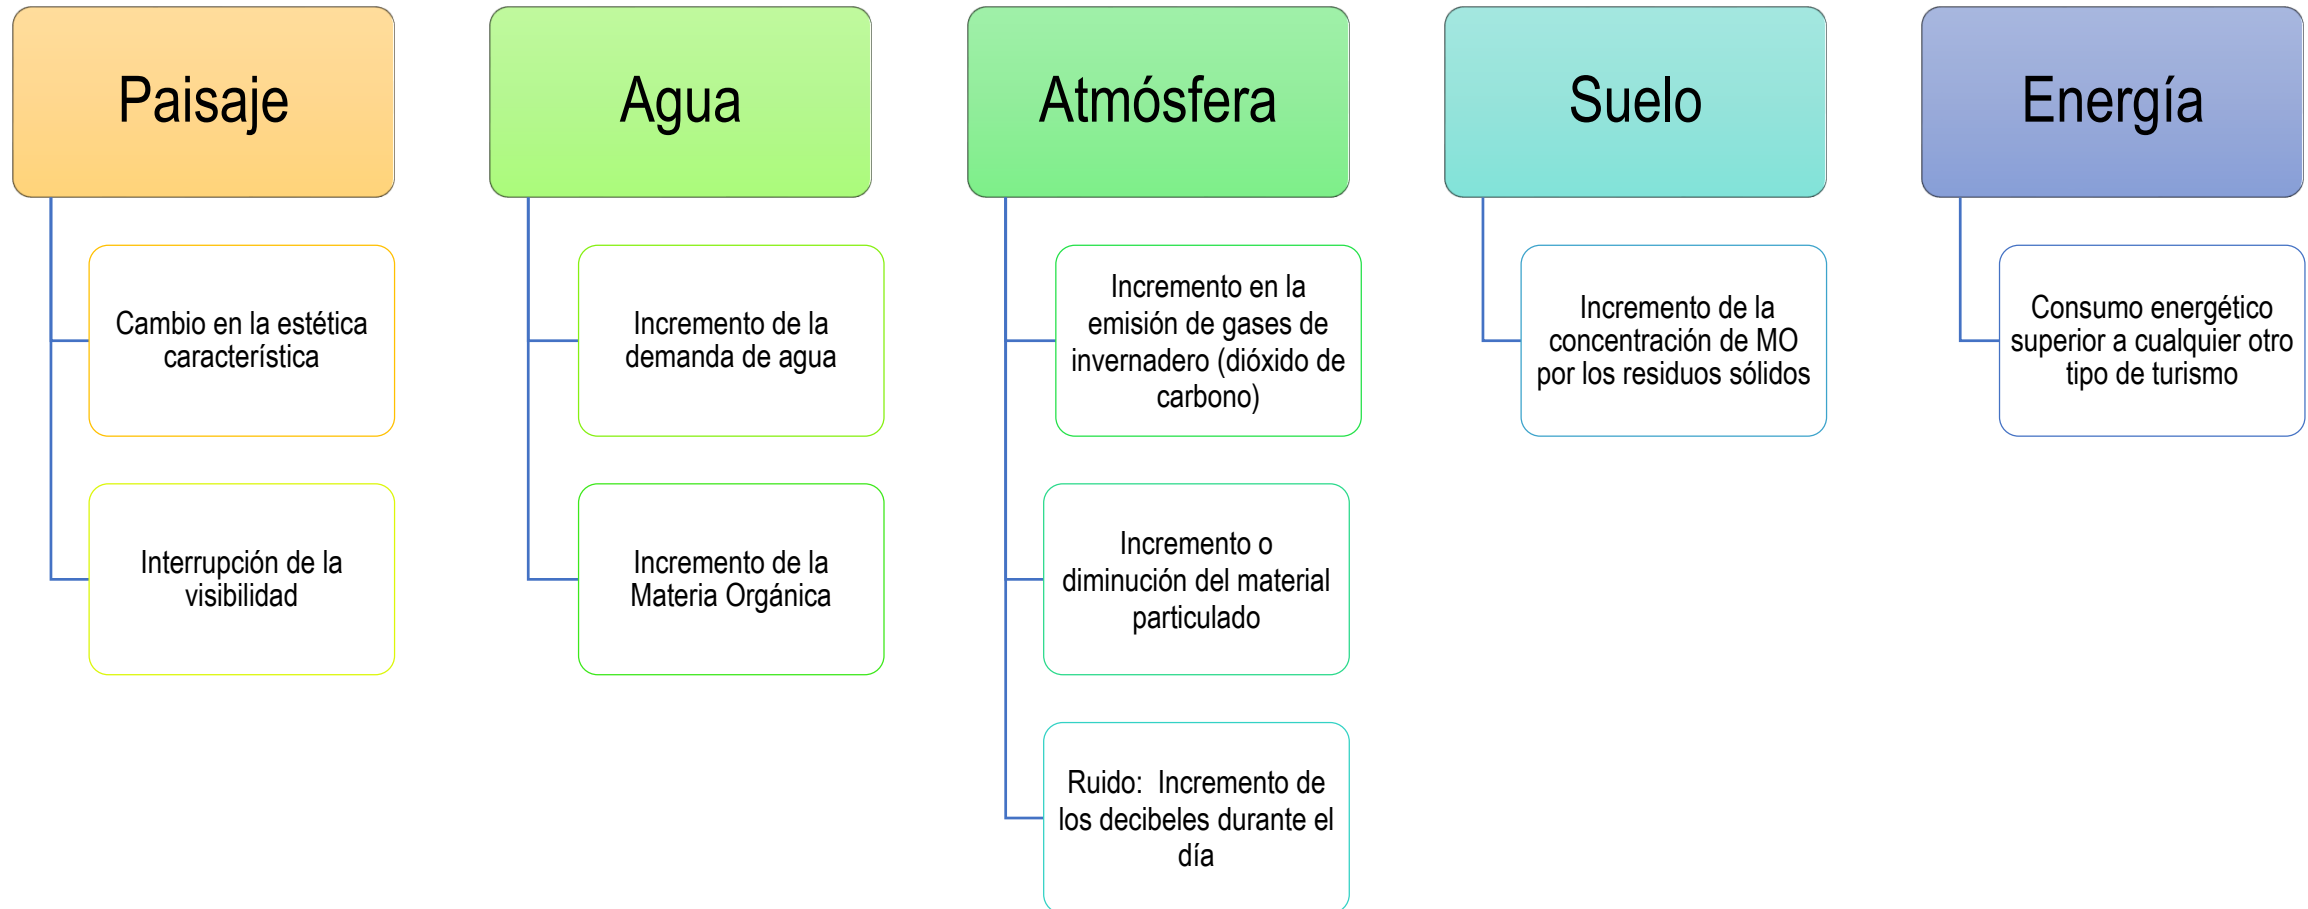 Paisaje
Cambio en la estética
característica
Interrupción de la
visibilidad
Agua
Incremento de la
demanda de agua
Incremento de la
Materia Orgánica
Atmósfera
Incremento en la
emisión de gases de
invernadero (dióxido de
carbono)
Incremento o
diminución del material
particulado
Ruido:  Incremento de
los decibeles durante el
día
Suelo
Incremento de la
concentración de MO
por los residuos sólidos
Energía
Consumo energético
superior a cualquier otro
tipo de turismo